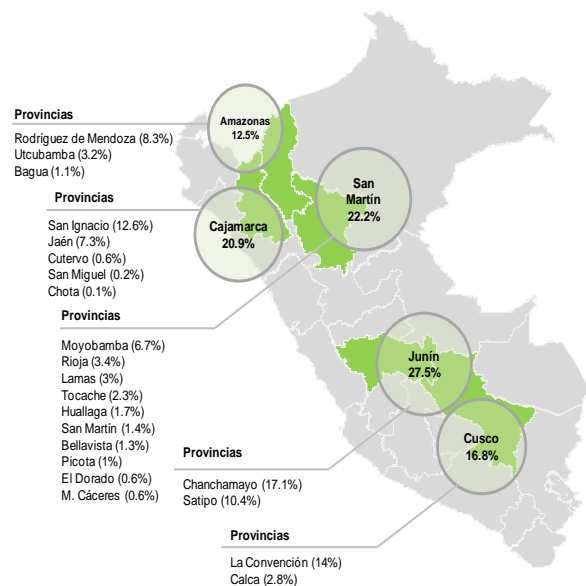 Amazonas
12.5%
Provincias
Rodríguez de Mendoza (8.3%)
Utcubamba (3.2%)
Bagua (1.1%)
San
Martín
22.2%
Provincias
San Ignacio (12.6%)
Jaén (7.3%)
Cutervo (0.6%)
San Miguel (0.2%)
Chota (0.1%)
Cajamarca
20.9%
Provincias
Moyobamba (6.7%)
Rioja (3.4%)
Lamas (3%)
Tocache (2.3%)
Huallaga (1.7%)
San Martín (1.4%)
Bellavista (1.3%)
Picota (1%)
El Dorado (0.6%)
M. Cáceres (0.6%)
Junín
27.5%
Provincias
Chanchamayo (17.1%)
Satipo (10.4%)
Cusco
16.8%
Provincias
La Convención (14%)
Calca (2.8%)